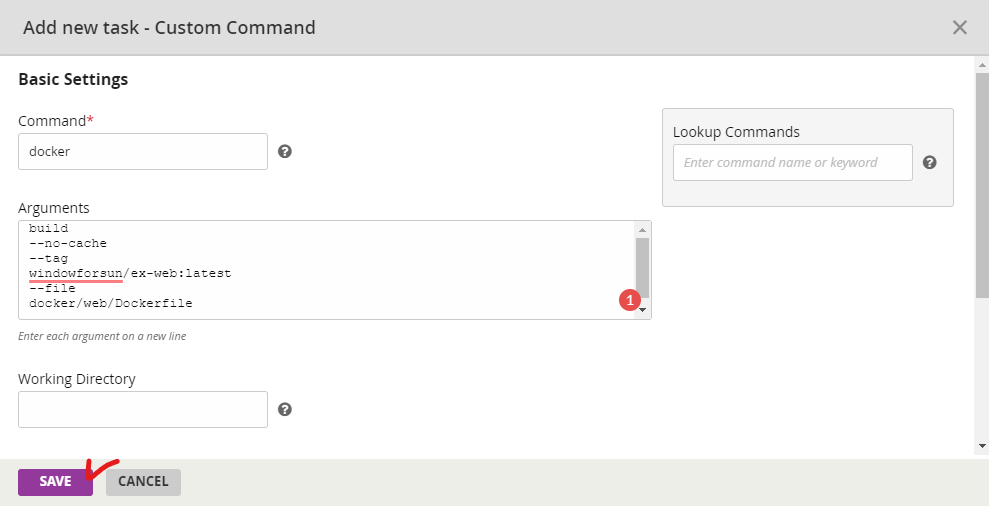 Add new task - Custom Command
Basic Settings
Command*
docker
Lookup Commands
Enter command name or keyword
Arguments
build
--no-cache
--tag
windowforsun/ex-web:latest
--file
docker/web/Dockerfile
1
Enter each argument on a new line
Working Directory
SAVE
CANCEL